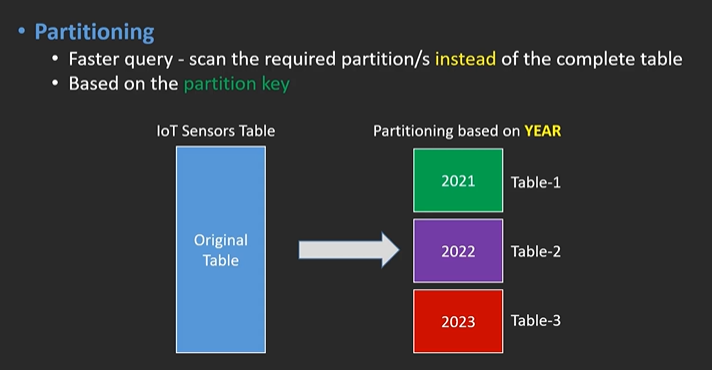 • Partitioning
• Faster query - scan the required partition/s instead of the complete table
• Based on the partition key
IoT Sensors Table
Partitioning based on YEAR
Original
Table
2021
Table-1
2022
Table-2
2023
Table-3